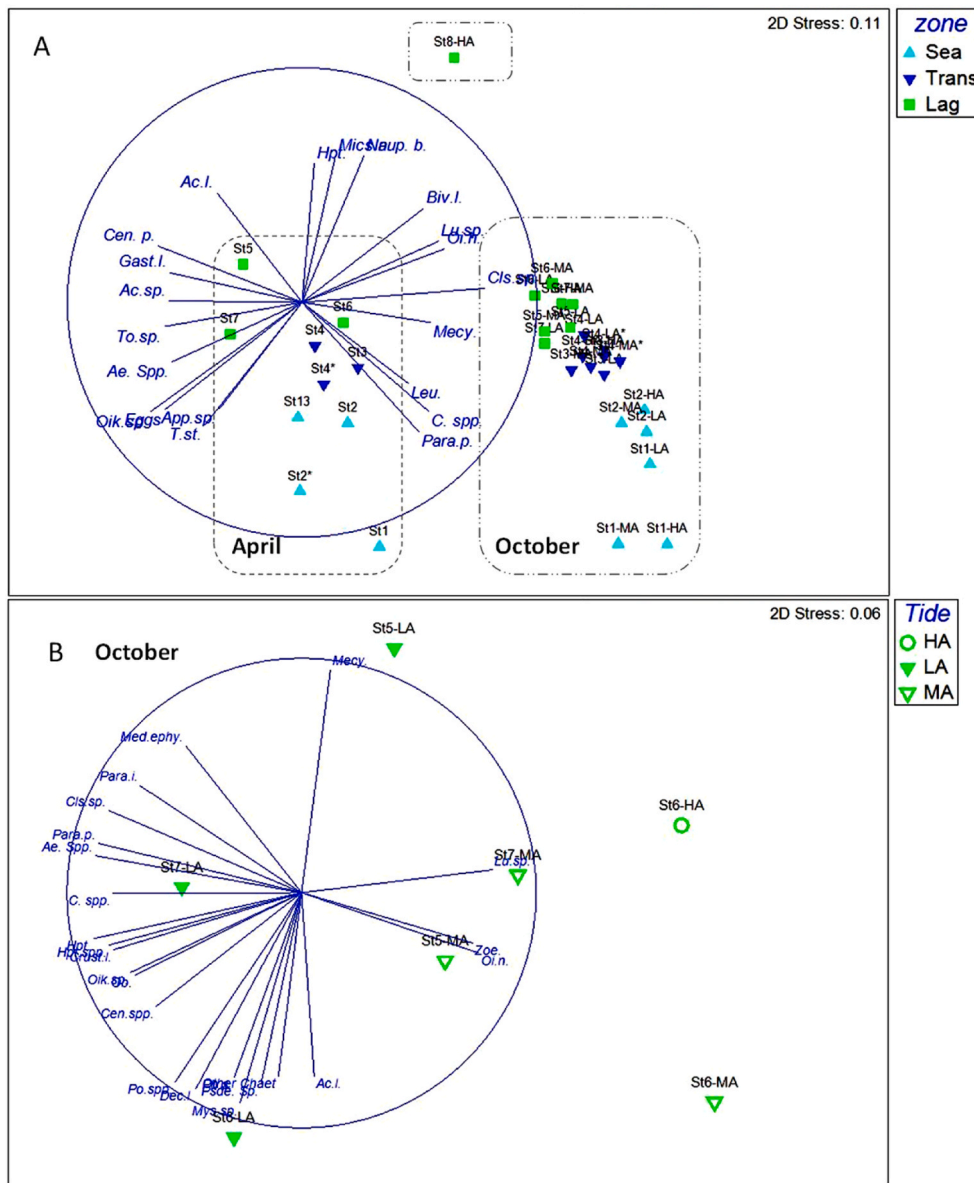 A
2D Stress: 0.11
zone
Sea
Trans
Lag
St8-HA
Hpt.
Naup. b.
Ac.l.
Biv.l.
Cen. p.
Lu.sp.
Oi.n.
St5
Gast.l.
St6-MA
Cls.sp.
Ac.sp.
St6
St5-MA
St4-LA
To.sp.
St7
St4
Mecy.
St7-LA
St4-LA*
St4-MA*
Ae. Spp.
St4*
St3
Leu.
St2-HA
Oik.sp.
Eggs
App.sp
T.st.
St13
St2
C. spp.
St2-MA
St2-LA
Para.p.
St1-LA
St2*
St1
St1-MA
St1-HA
April
October
B
October
2D Stress: 0.06
Tide
HA
LA
MA
St5-LA
Mecy.
Med.ephy.
Para.i.
Cls.sp.
St6-HA
Para.p.
Ae. Spp.
St7-LA
St7-MA
Lu.sp.
C. spp.
St5-MA
Hpt.
Zoe.
Oi.n.
Crust.l.
Oik.sp.
Cen.spp.
Po.spp.
Dec.l
Other Chaet
Psde. Sp.
Ac.l.
Mys.sp.
St6-LA
St6-MA